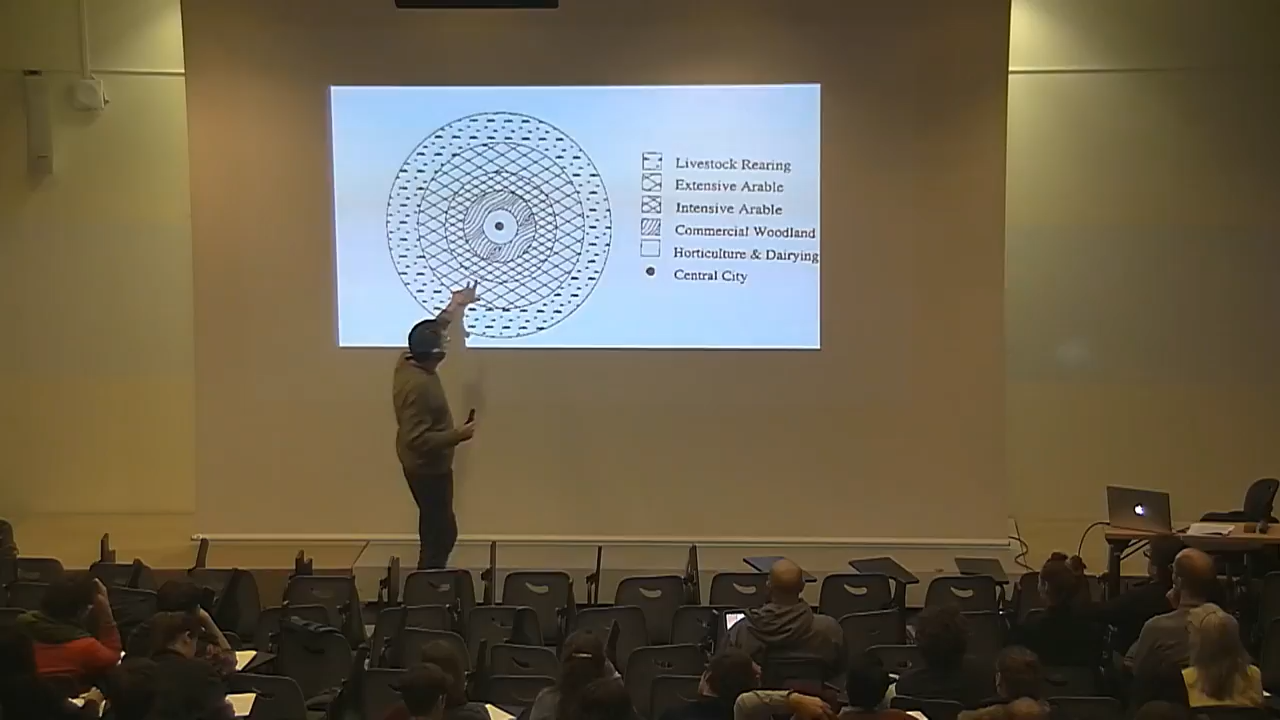 Livestock Rearing
Extensive Arable
Intensive Arable
Commercial Woodland
Horticulture & Dairying
Central City